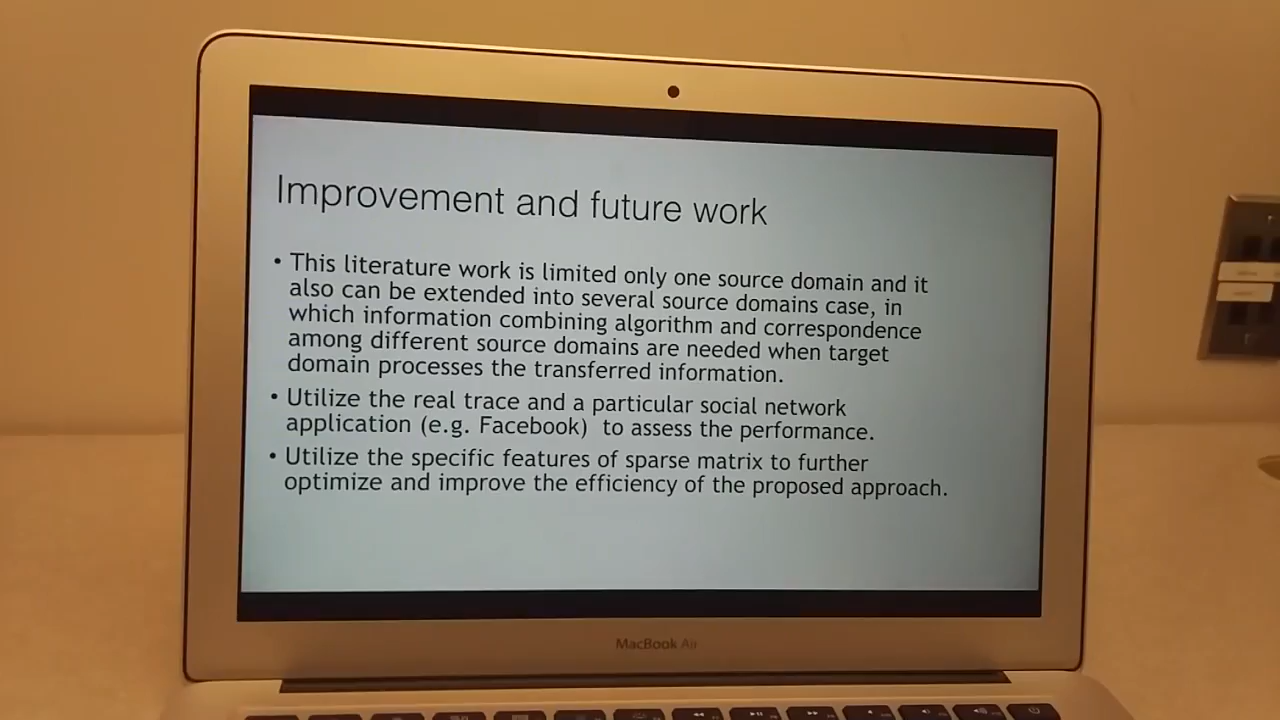 Improvement and future work
• This literature work is limited only one source domain and it
also can be extended into several source domains case, in
which information combining algorithm and correspondence
among different source domains are needed when target
domain processes the transferred information.
• Utilize the real trace and a particular social network
application (e.g. Facebook) to assess the performance.
• Utilize the specific features of sparse matrix to further
optimize and improve the efficiency of the proposed approach.
MacBook Air